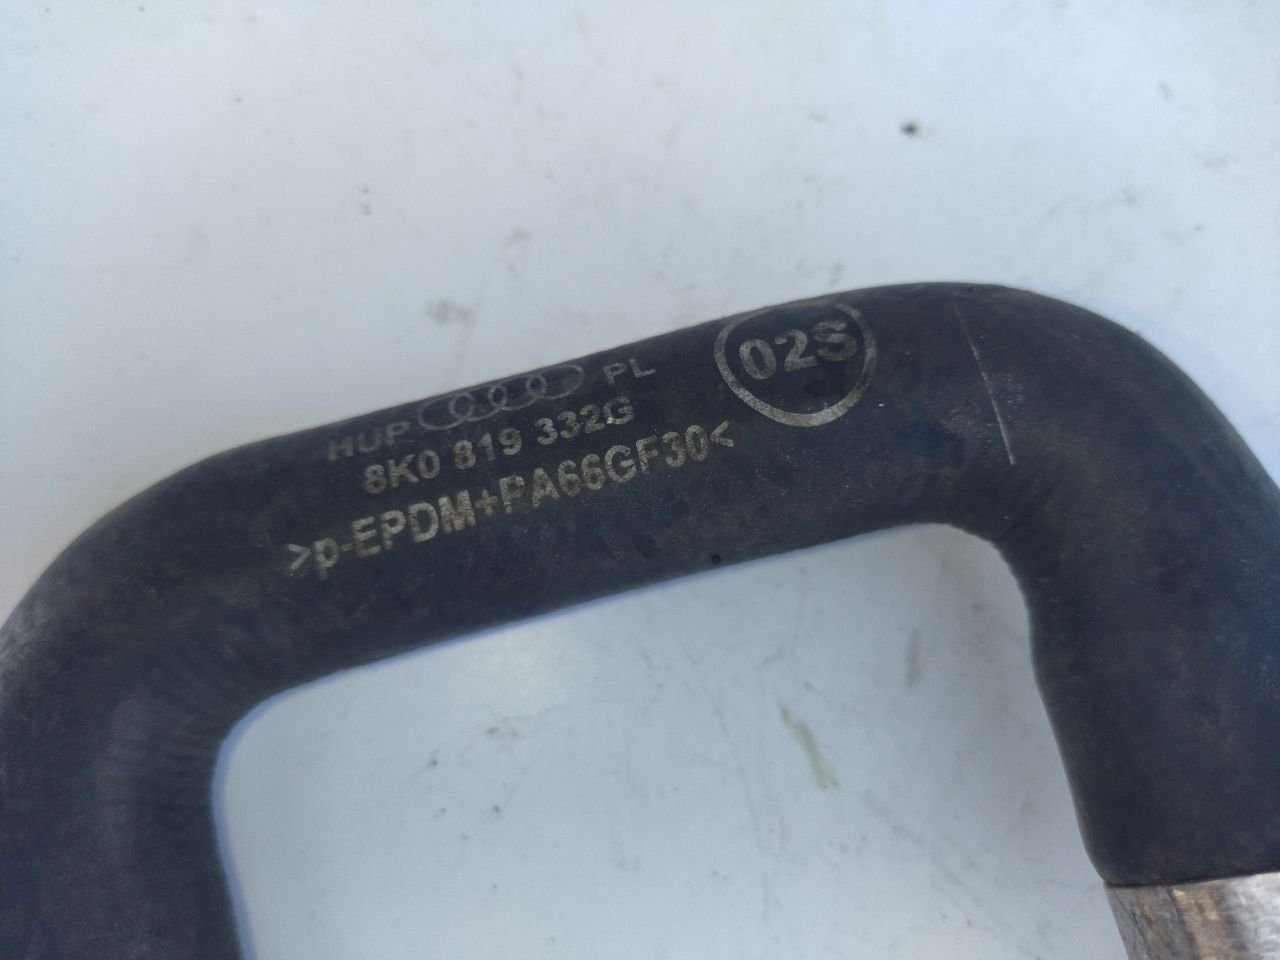 HUP PL
8K0 819 332G
>p-EPDM+PA66GF30<
02S